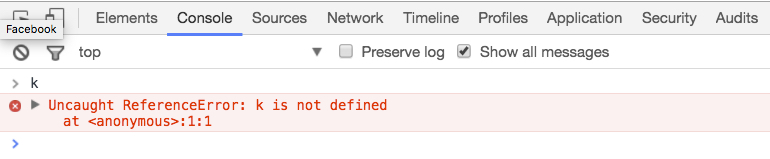 Elements Console Sources Network Timeline Profiles Application Security Audits
Facebook
top Preserve log Show all messages
k
Uncaught ReferenceError: k is not defined
at <anonymous>:1:1